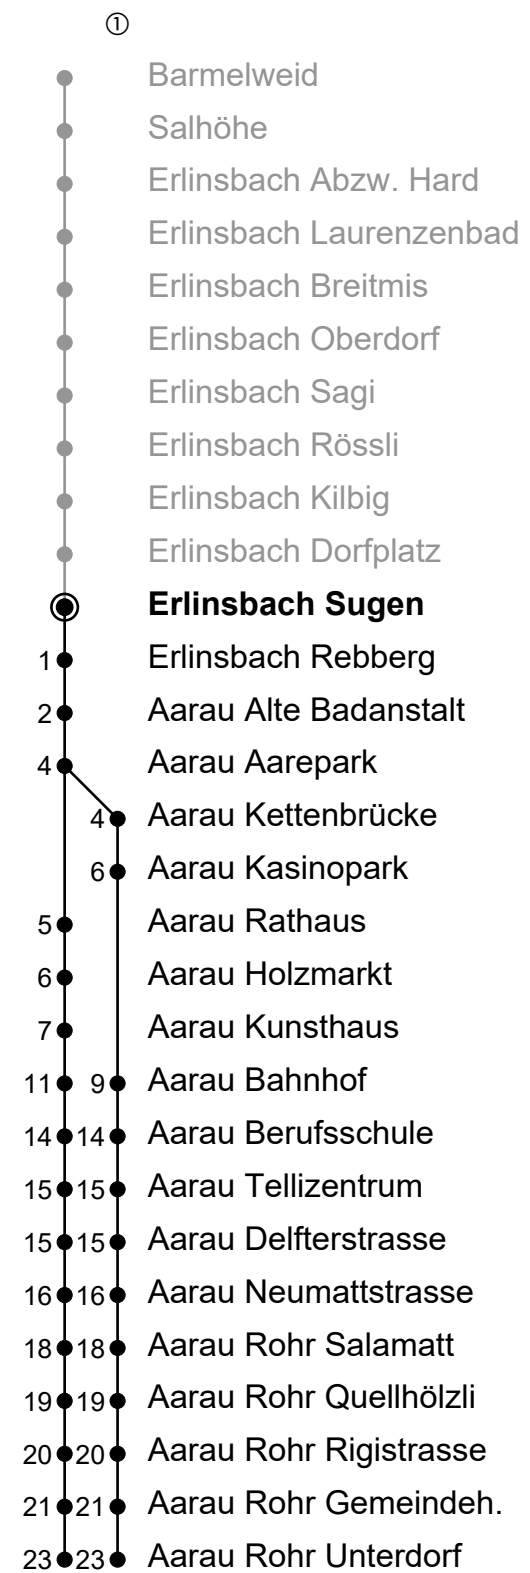 ①
Barmelweid
Salhöhe
Erlinsbach Abzw. Hard
Erlinsbach Laurenzenbad
Erlinsbach Breitmis
Erlinsbach Oberdorf
Erlinsbach Sagi
Erlinsbach Rössli
Erlinsbach Kilbig
Erlinsbach Dorfplatz
Erlinsbach Sugen
1 Erlinsbach Rebberg
2 Aarau Alte Badanstalt
4 Aarau Aarepark
4 Aarau Kettenbrücke
6 Aarau Kasinopark
5 Aarau Rathaus
6 Aarau Holzmarkt
7 Aarau Kunsthaus
11 9 Aarau Bahnhof
14 14 Aarau Berufsschule
15 15 Aarau Tellizentrum
15 15 Aarau Delfterstrasse
16 16 Aarau Neumattstrasse
18 18 Aarau Rohr Salamatt
19 19 Aarau Rohr Quellhölzli
20 20 Aarau Rohr Rigistrasse
21 21 Aarau Rohr Gemeindeh.
23 23 Aarau Rohr Unterdorf